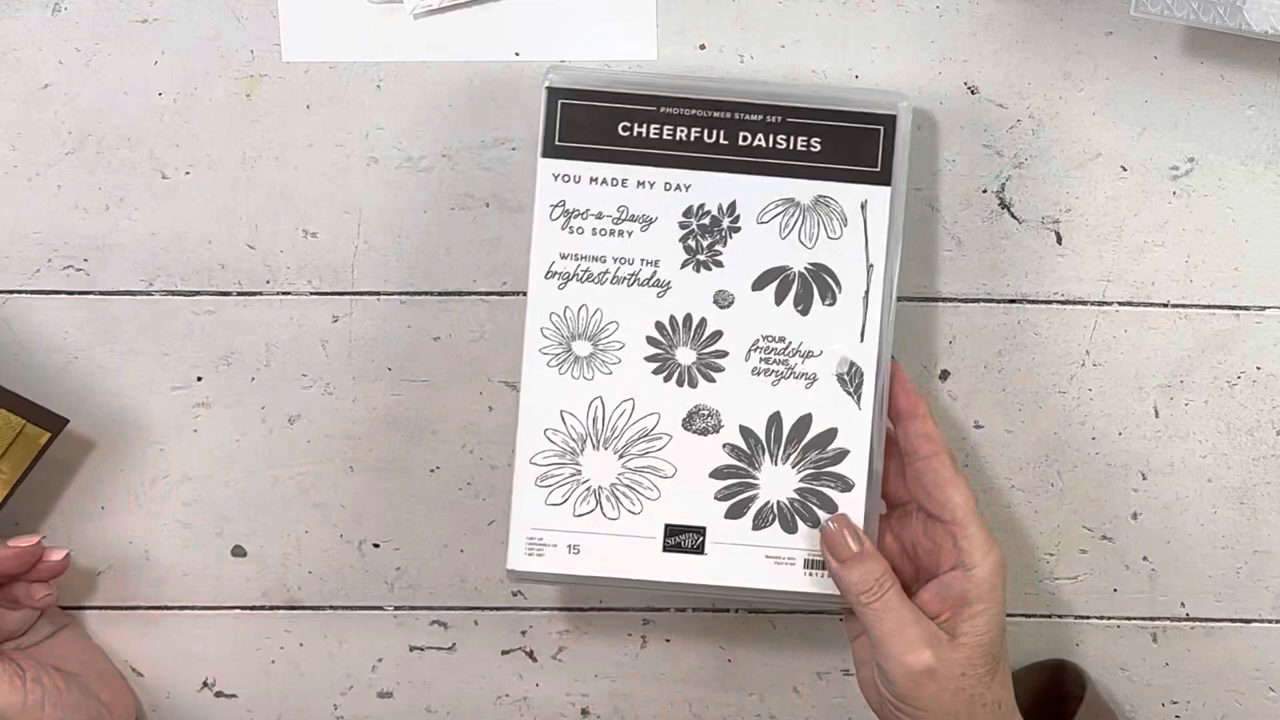 PHOTOPOLYMER STAMP SET
CHEERFUL DAISIES
YOU MADE MY DAY
Oops-a-Daisy
SO SORRY
WISHING YOU THE
brightest birthday
YOUR
friendship
MEANS
everything
15
STAMPIN' UP!